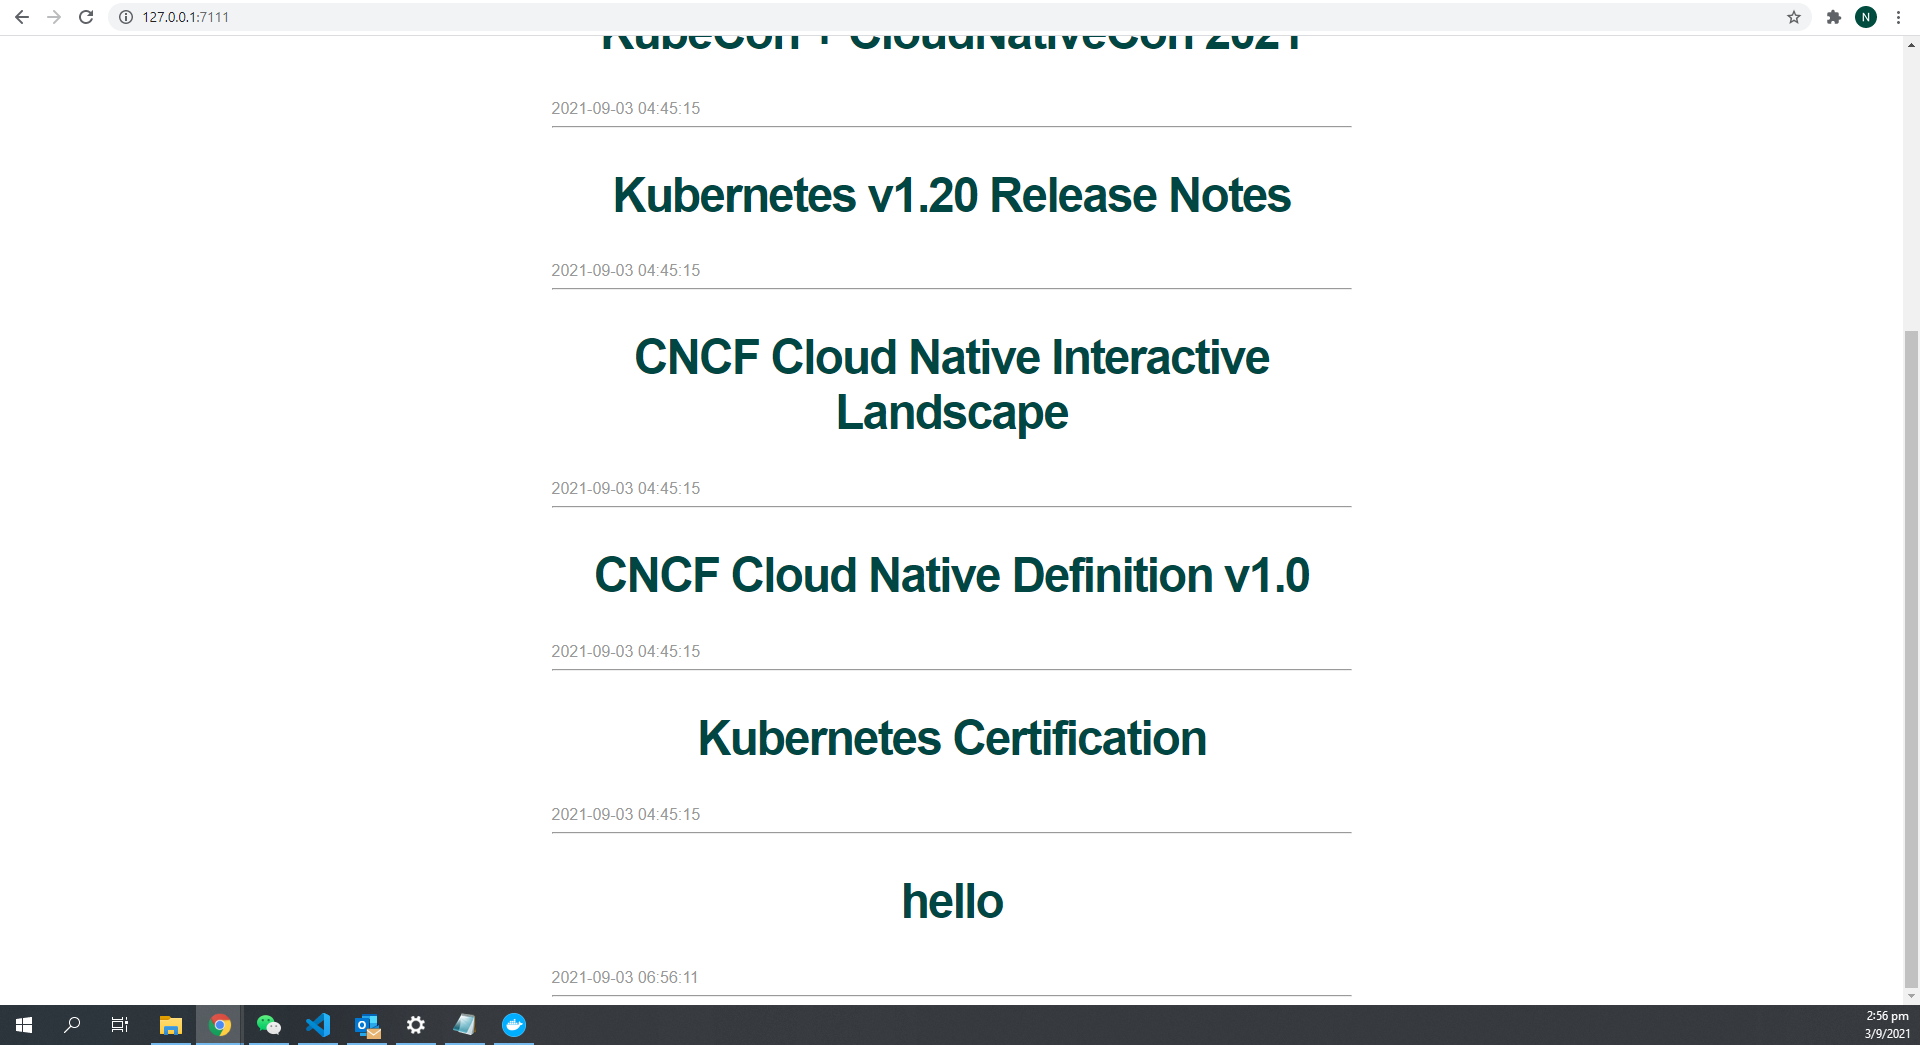 127.0.0.1:7111
N
KubeCon + CloudNativeCon 2021
2021-09-03 04:45:15
Kubernetes v1.20 Release Notes
2021-09-03 04:45:15
CNCF Cloud Native Interactive
Landscape
2021-09-03 04:45:15
CNCF Cloud Native Definition v1.0
2021-09-03 04:45:15
Kubernetes Certification
2021-09-03 04:45:15
hello
2021-09-03 06:56:11
2:56 pm
3/9/2021